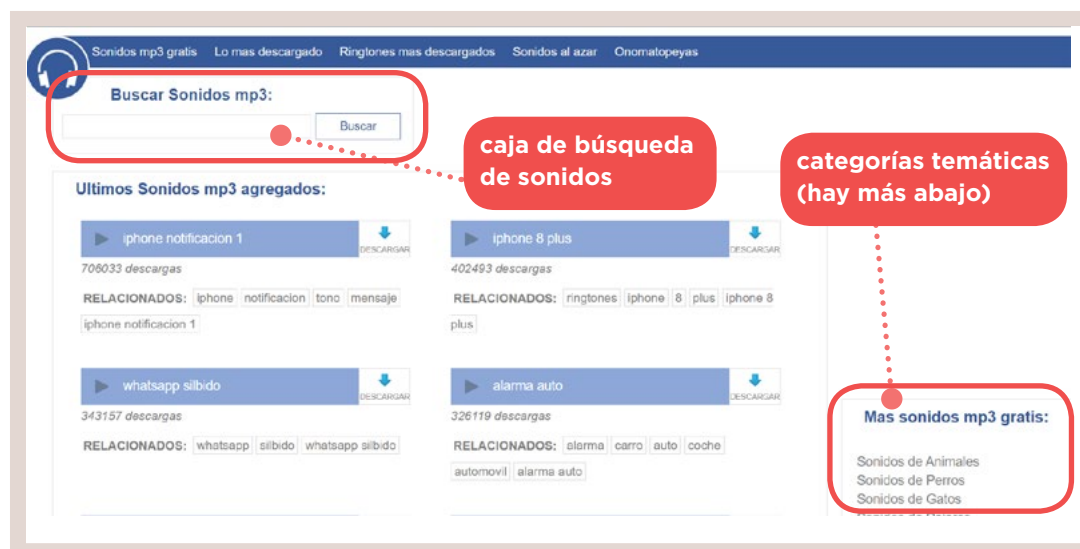 Sonidos mp3 gratis Lo mas descargado Ringtones mas descargados Sonidos al azar Onomatopeyas
Buscar Sonidos mp3:
Buscar
caja de búsqueda
de sonidos
categorías temáticas
(hay más abajo)
Ultimos Sonidos mp3 agregados:
iphone notificacion 1
DESCARGAR
706033 descargas
RELACIONADOS: iphone notificacion tono mensaje
iphone notificacion 1
iphone 8 plus
DESCARGAR
402493 descargas
RELACIONADOS: ringtones iphone 8 plus iphone 8
plus
whatsapp silbido
DESCARGAR
343157 descargas
RELACIONADOS: whatsapp silbido whatsapp silbido
alarma auto
DESCARGAR
326119 descargas
RELACIONADOS: alarma carro auto coche
automovil alarma auto
Mas sonidos mp3 gratis:
Sonidos de Animales
Sonidos de Perros
Sonidos de Gatos